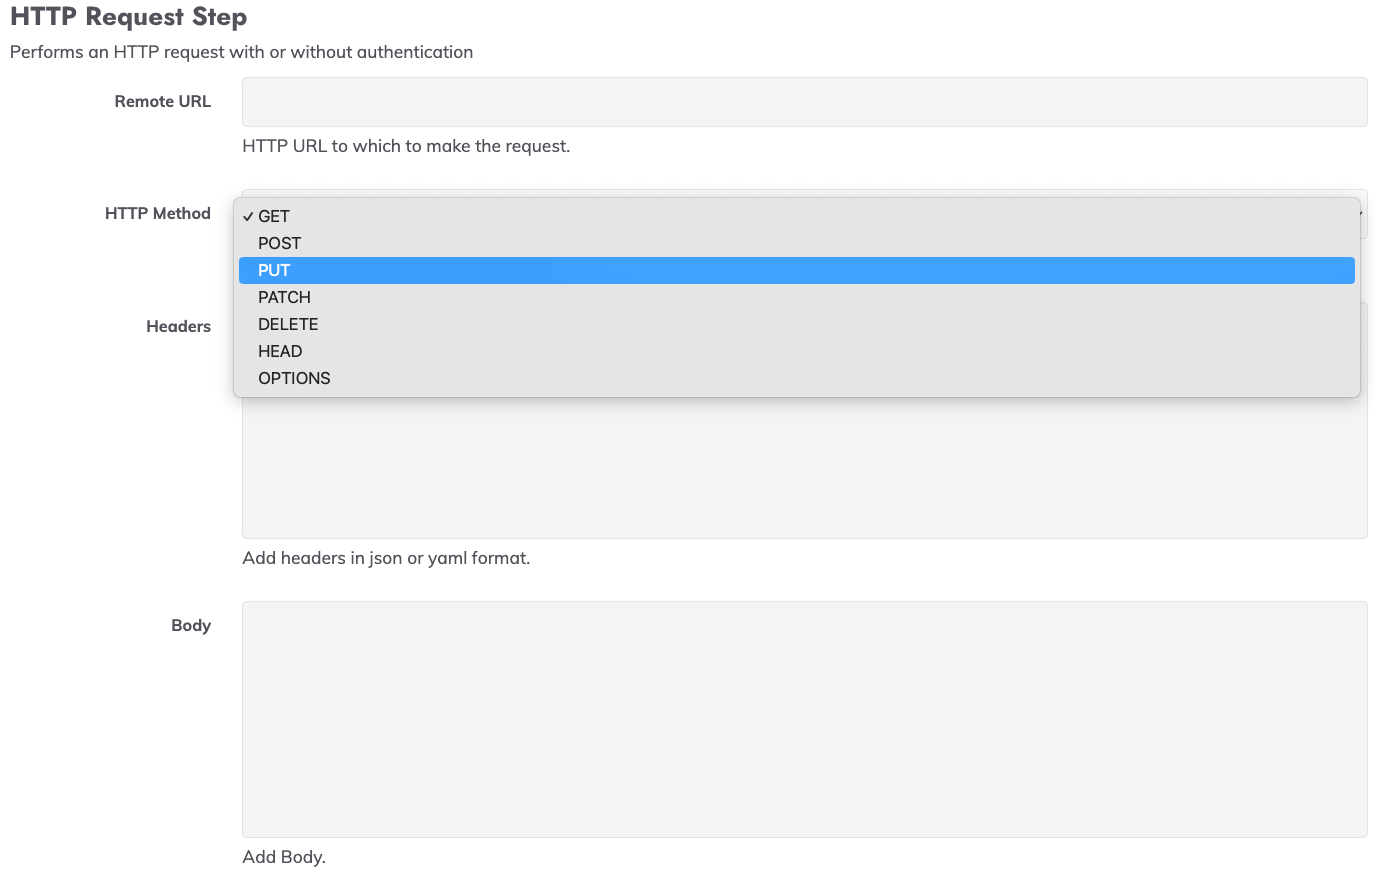 HTTP Request Step
Performs an HTTP request with or without authentication
Remote URL
HTTP URL to which to make the request.
HTTP Method
✓ GET
POST
PUT
PATCH
DELETE
HEAD
OPTIONS
Headers
Add headers in json or yaml format.
Body
Add Body.